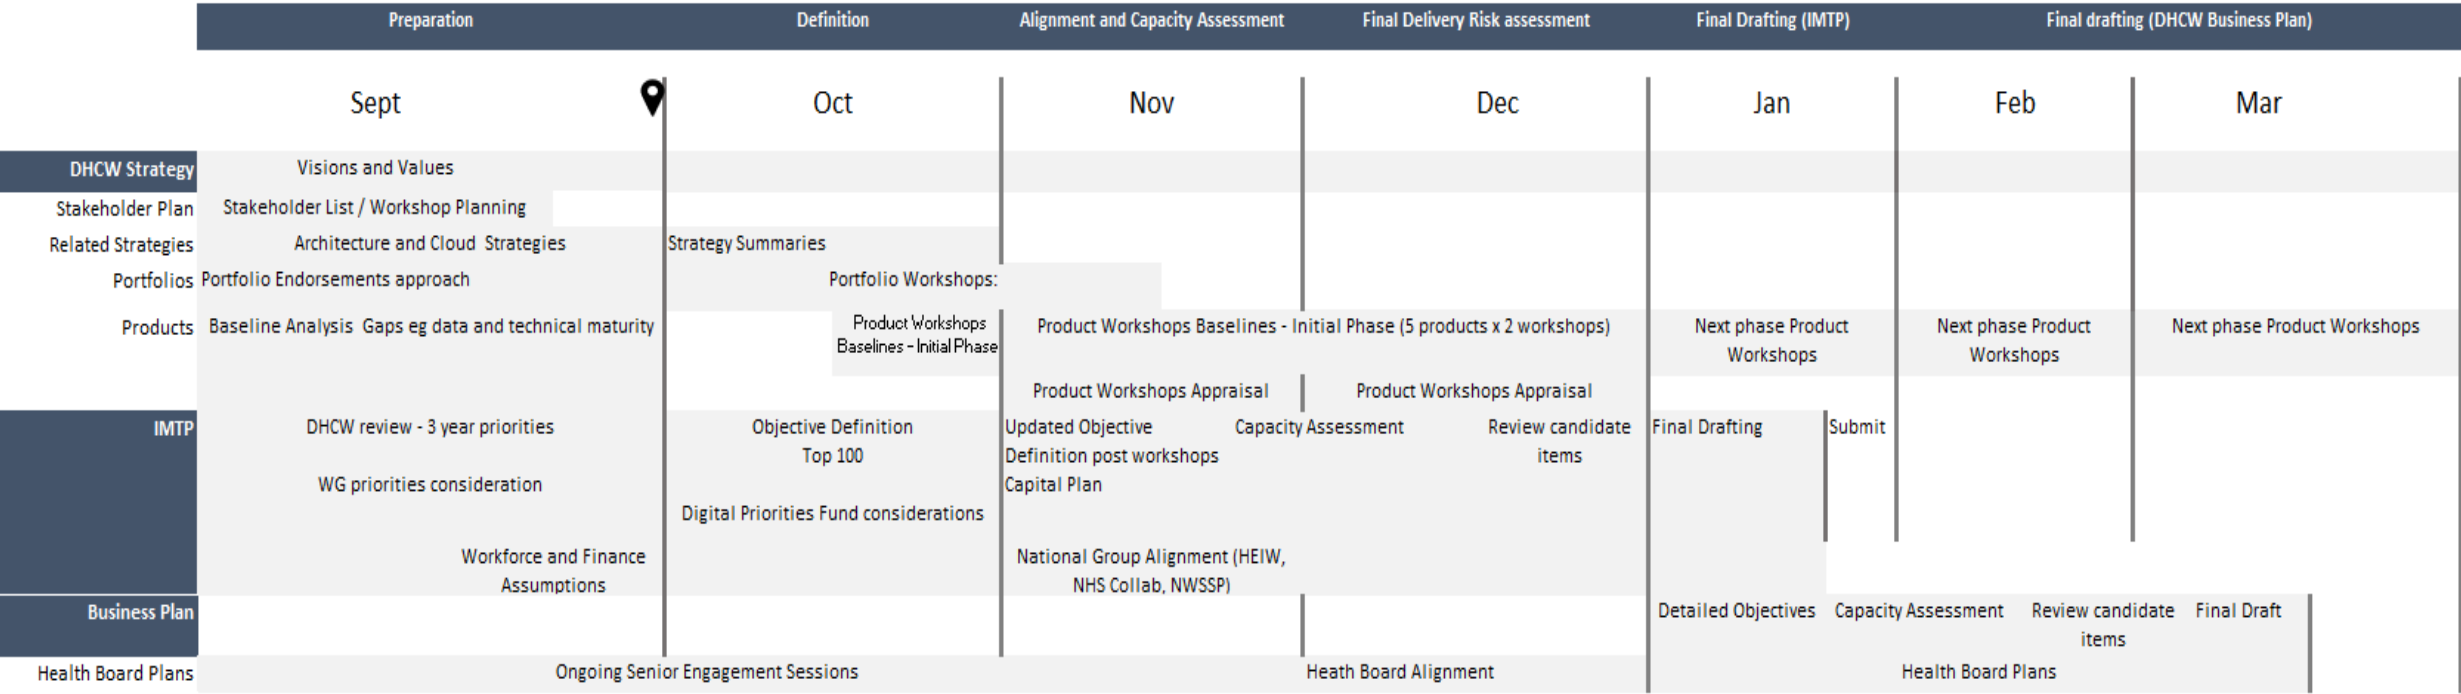 Preparation Definition Alignment and Capacity Assessment Final Delivery Risk assessment Final Drafting (IMTP) Final drafting (DHCW Business Plan)
Sept Oct Nov Dec Jan Feb Mar
DHCW Strategy Visions and Values
Stakeholder Plan Stakeholder List / Workshop Planning
Related Strategies Architecture and Cloud Strategies Strategy Summaries
Portfolios Portfolio Endorsements approach Portfolio Workshops:
Products Baseline Analysis Gaps eg data and technical maturity Product Workshops Product Workshops Baselines - Initial Phase (5 products x 2 workshops) Next phase Product Next phase Product Next phase Product Workshops
Baselines - Initial Phase Workshops Workshops
Product Workshops Appraisal Product Workshops Appraisal
IMTP DHCW review - 3 year priorities Objective Definition Updated Objective Capacity Assessment Review candidate Final Drafting Submit
Top 100 Definition post workshops items
WG priorities consideration Capital Plan
Digital Priorities Fund considerations
Workforce and Finance National Group Alignment (HEIW,
Assumptions NHS Collab, NWSSP)
Business Plan Detailed Objectives Capacity Assessment Review candidate Final Draft
items
Health Board Plans Ongoing Senior Engagement Sessions Heath Board Alignment Health Board Plans